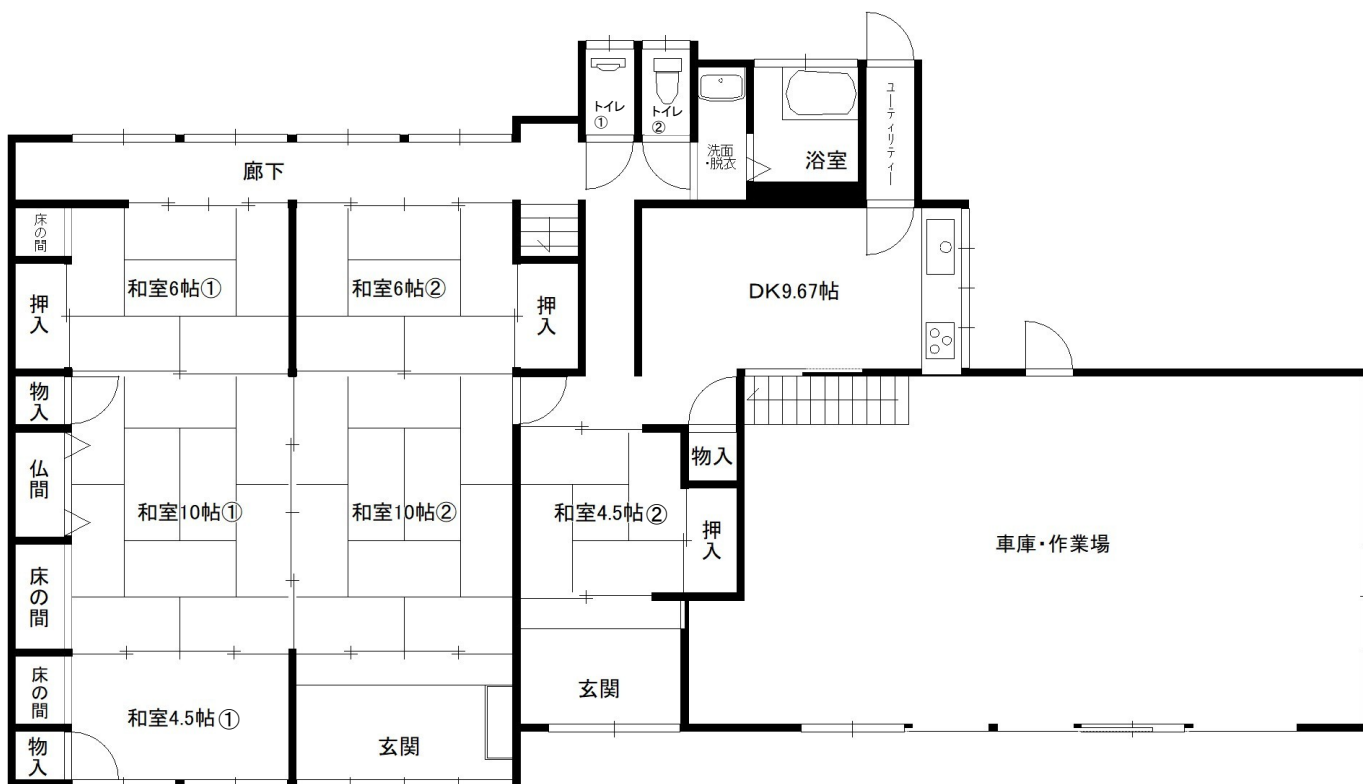 トイレ
①
トイレ
②
洗面
・脱衣
浴室
ユーティリティー
廊下
床の間
和室6帖①
和室6帖②
押入
押入
DK9.67帖
物入
仏間
和室10帖①
和室10帖②
和室4.5帖②
物入
押入
車庫・作業場
床の間
床の間
和室4.5帖①
物入
玄関
玄関